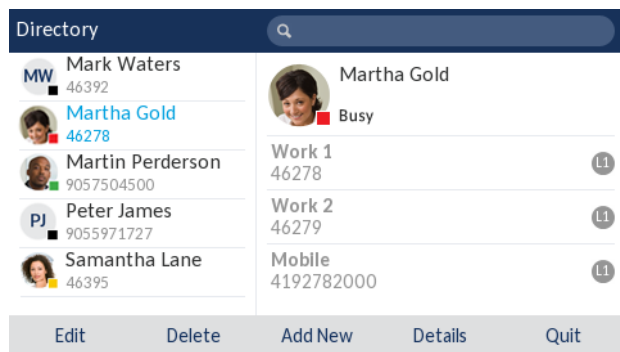 Directory
MW
Mark Waters
46392
Martha Gold
46278
Martin Perderson
9057504500
PJ
Peter James
9055971727
Samantha Lane
46395
Martha Gold
Busy
Work 1
46278
L1
Work 2
46279
L1
Mobile
4192782000
L1
Edit Delete Add New Details Quit